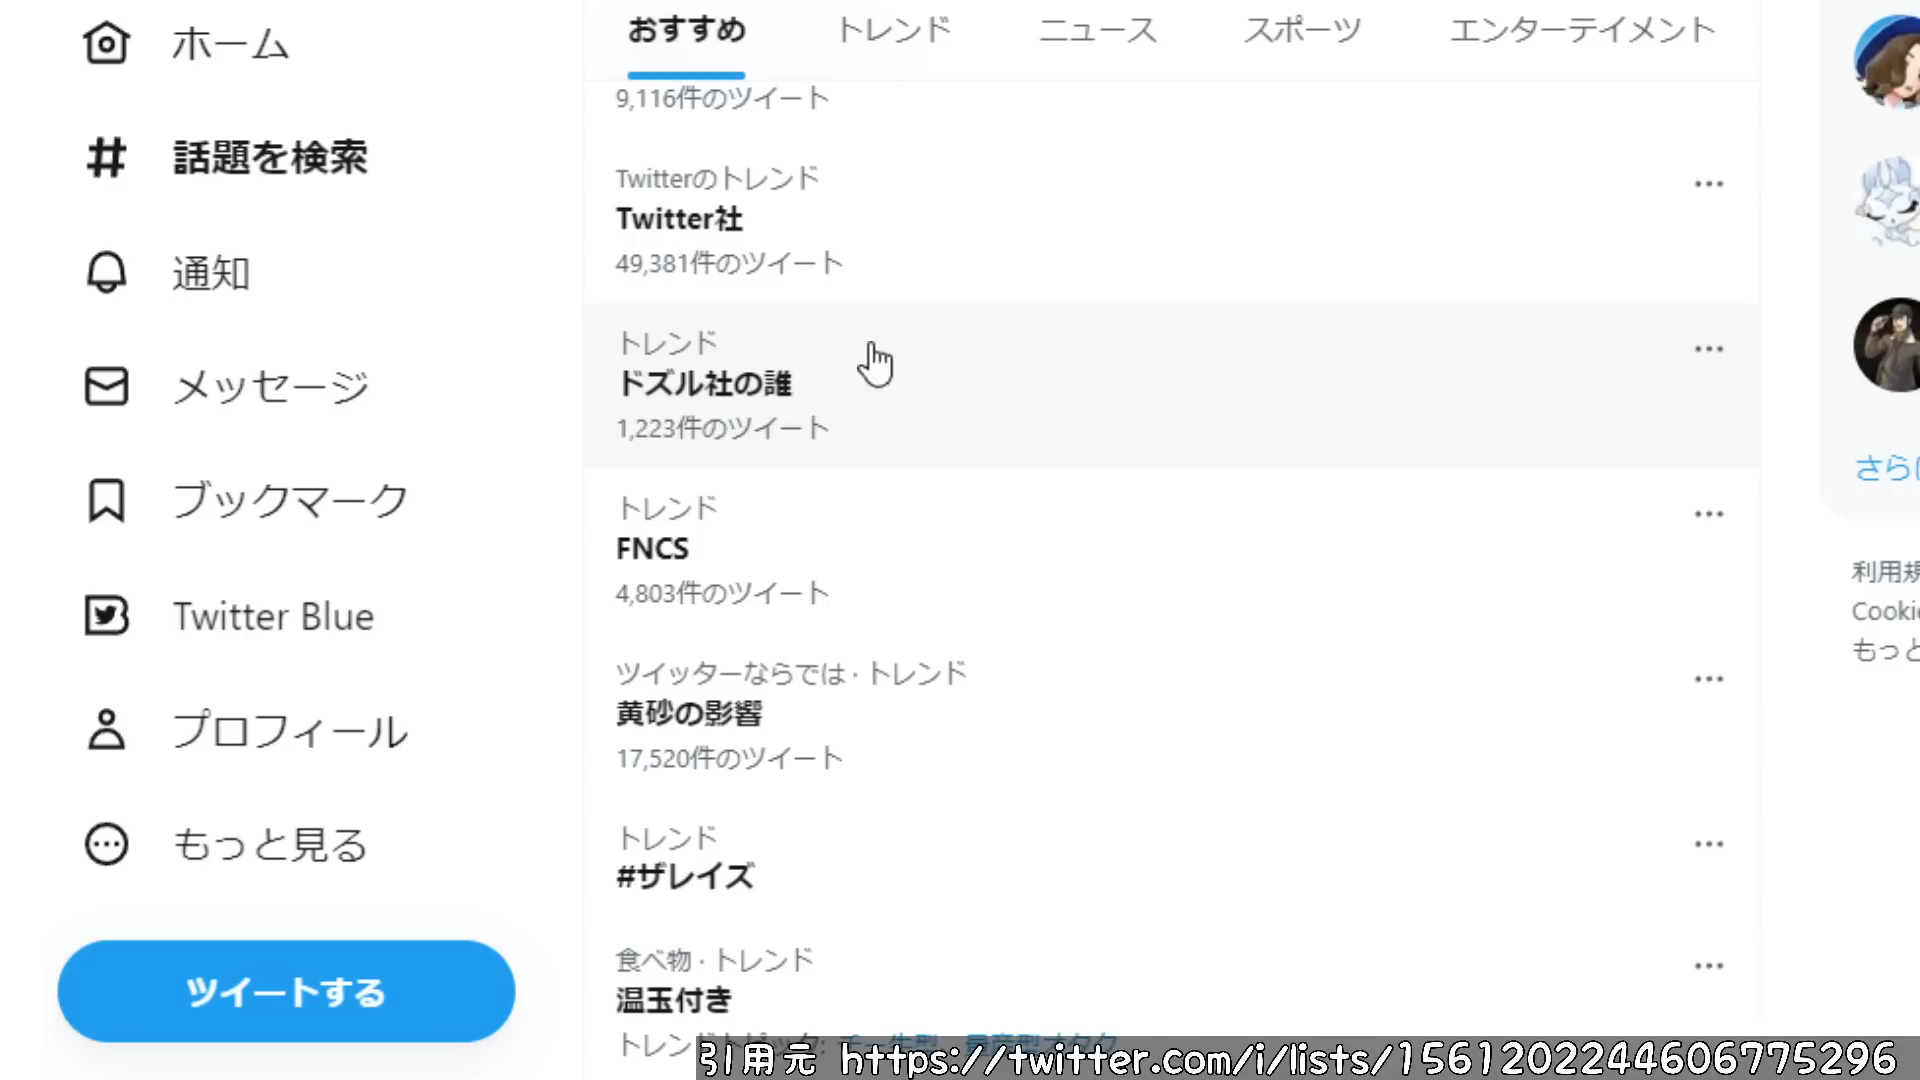 ホーム
話題を検索
通知
メッセージ
ブックマーク
Twitter Blue
プロフィール
もっと見る
ツイートする
おすすめ
トレンド
ニュース
スポーツ
エンターテイメント
9,116件のツイート
Twitterのトレンド
Twitter社
49,381件のツイート
トレンド
ドズル社の誰
1,223件のツイート
トレンド
FNCS
4,803件のツイート
ツイッターならでは · トレンド
黄砂の影響
17,520件のツイート
トレンド
#ザレイズ
食べ物 · トレンド
温玉付き
さら
利用規
Cookie
もっと
引用元 https://twitter.com/i/lists/1561202244606775296